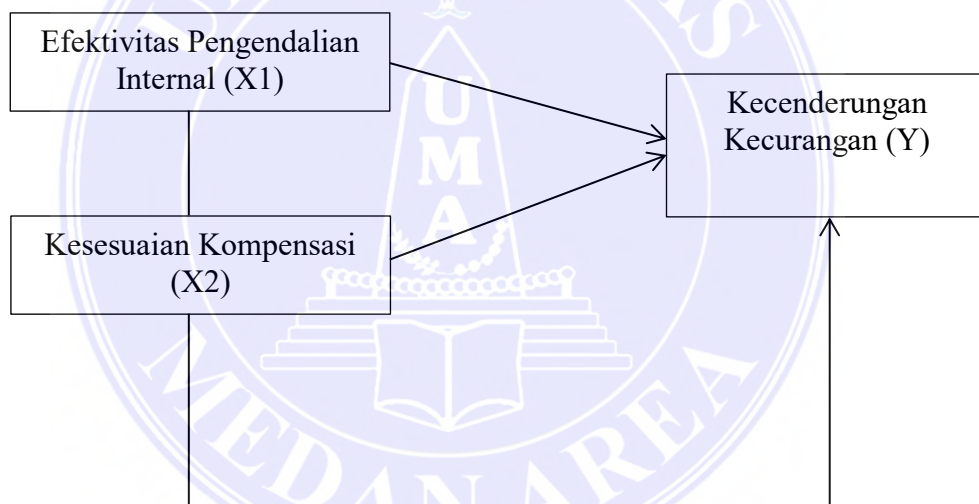 Efektivitas Pengendalian
Internal (X1)
Kecenderungan
Kecurangan (Y)
Kesesuaian Kompensasi
(X2)
U
M
A
MEDAN AREA